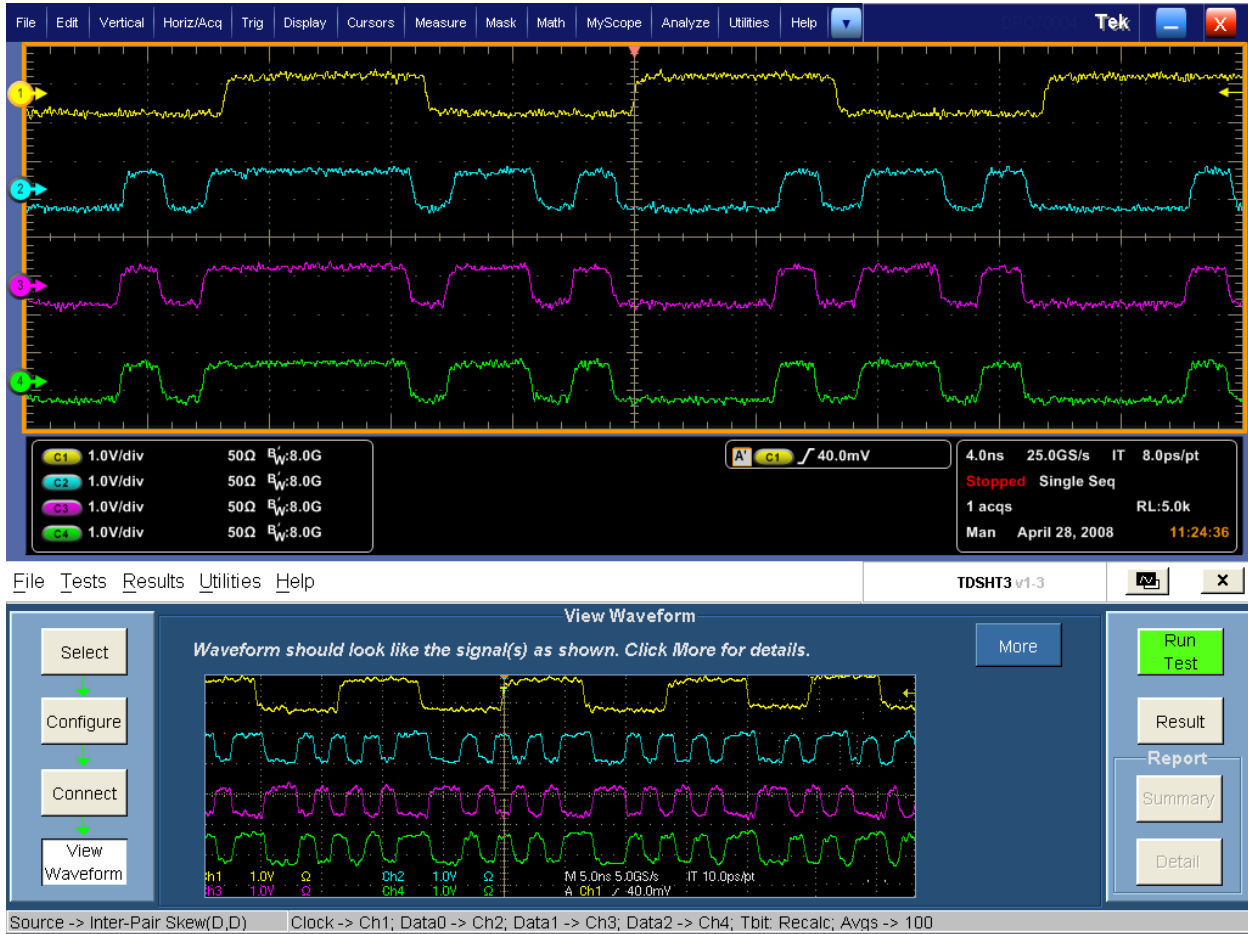 File Edit Vertical Horiz/Acq Trig Display Cursors Measure Mask Math MyScope Analyze Utilities Help Tek X
1
2
3
4
C1 1.0V/div 50Ω BW:8.0G
C2 1.0V/div 50Ω BW:8.0G
C3 1.0V/div 50Ω BW:8.0G
C4 1.0V/div 50Ω BW:8.0G
A' C1 40.0mV
4.0ns 25.0GS/s IT 8.0ps/pt
Stopped Single Seq
1 acqs RL:5.0k
Man April 28, 2008 11:24:36
File Tests Results Utilities Help TDSHT3 v1-3 x
View Waveform
Waveform should look like the signal(s) as shown. Click More for details.
More
Select
Configure
Connect
View
Waveform
Ch1 1.0V Ω Ch2 1.0V Ω M 5.0ns 5.0GS/s IT 10.0ps/pt
Ch3 1.0V Ω Ch4 1.0V Ω A Ch1 40.0mV
Run
Test
Result
Report
Summary
Detail
Source -> Inter-Pair Skew(D,D) Clock -> Ch1; Data0 -> Ch2; Data1 -> Ch3; Data2 -> Ch4; Tbit: Recalc; Avgs -> 100